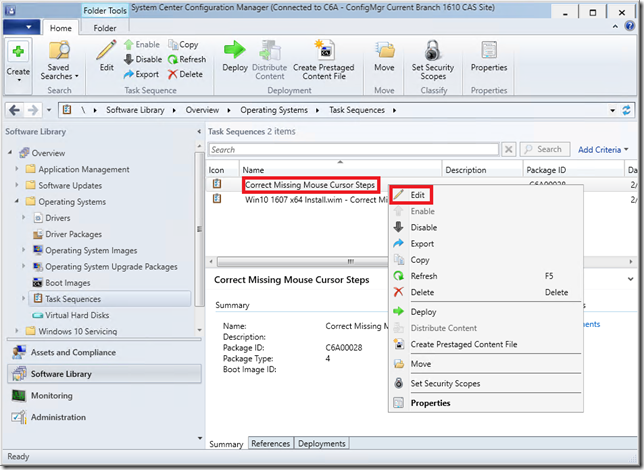 Folder Tools
System Center Configuration Manager (Connected to C6A - ConfigMgr Current Branch 1610 CAS Site)
Home
Folder
Create
Saved Searches
Edit
Enable
Disable
Export
Copy
Refresh
Delete
Deploy
Distribute Content
Create Prestaged Content File
Move
Set Security Scopes
Properties
Search
Task Sequence
Deployment
Move
Classify
Properties
\ Software Library Overview Operating Systems Task Sequences
Software Library
Overview
Application Management
Software Updates
Operating Systems
Drivers
Driver Packages
Operating System Images
Operating System Upgrade Packages
Boot Images
Task Sequences
Virtual Hard Disks
Windows 10 Servicing
Assets and Compliance
Software Library
Monitoring
Administration
Task Sequences 2 items
Search
Search
Add Criteria
Icon Name Description Package ID Da
Correct Missing Mouse Cursor Steps C6A00028 2/
Win10 1607 x64 Install.wim - Correct Mi 2/
Edit
Enable
Disable
Export
Copy
Refresh F5
Delete Delete
Deploy
Distribute Content
Create Prestaged Content File
Move
Set Security Scopes
Properties
Correct Missing Mouse Cursor Steps
Summary
Name: Correct Missing M
Description:
Package ID: C6A00028
Package Type: 4
Boot Image ID:
Summary References Deployments
Ready